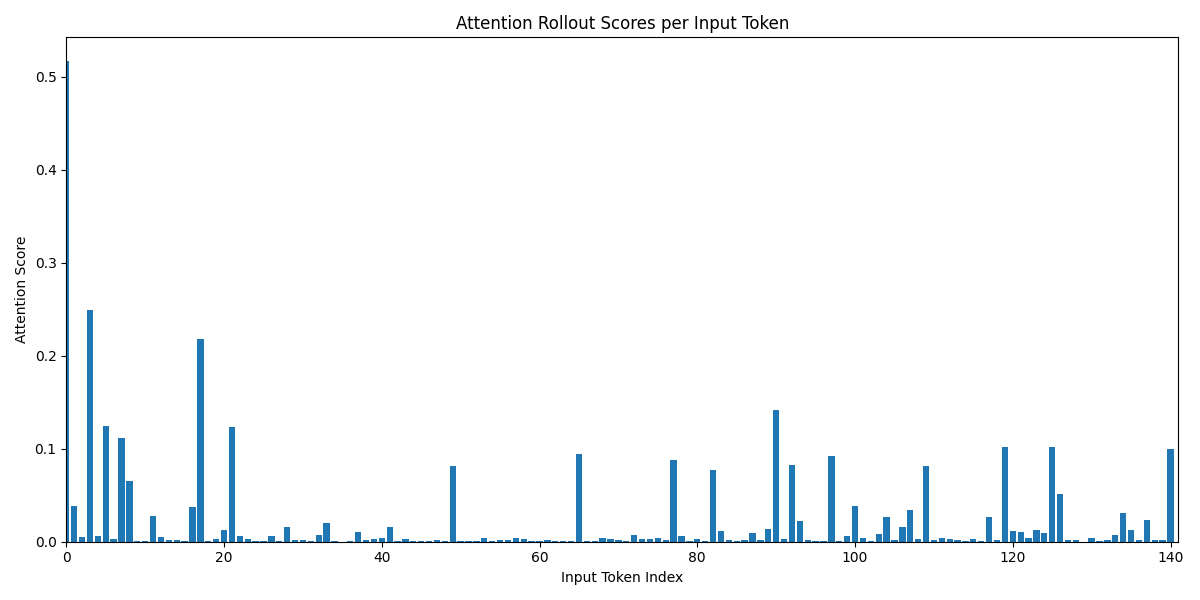 Attention Rollout Scores per Input Token
0.5
0.4
0.3
0.2
0.1
0.0
Attention Score
0 20 40 60 80 100 120 140
Input Token Index